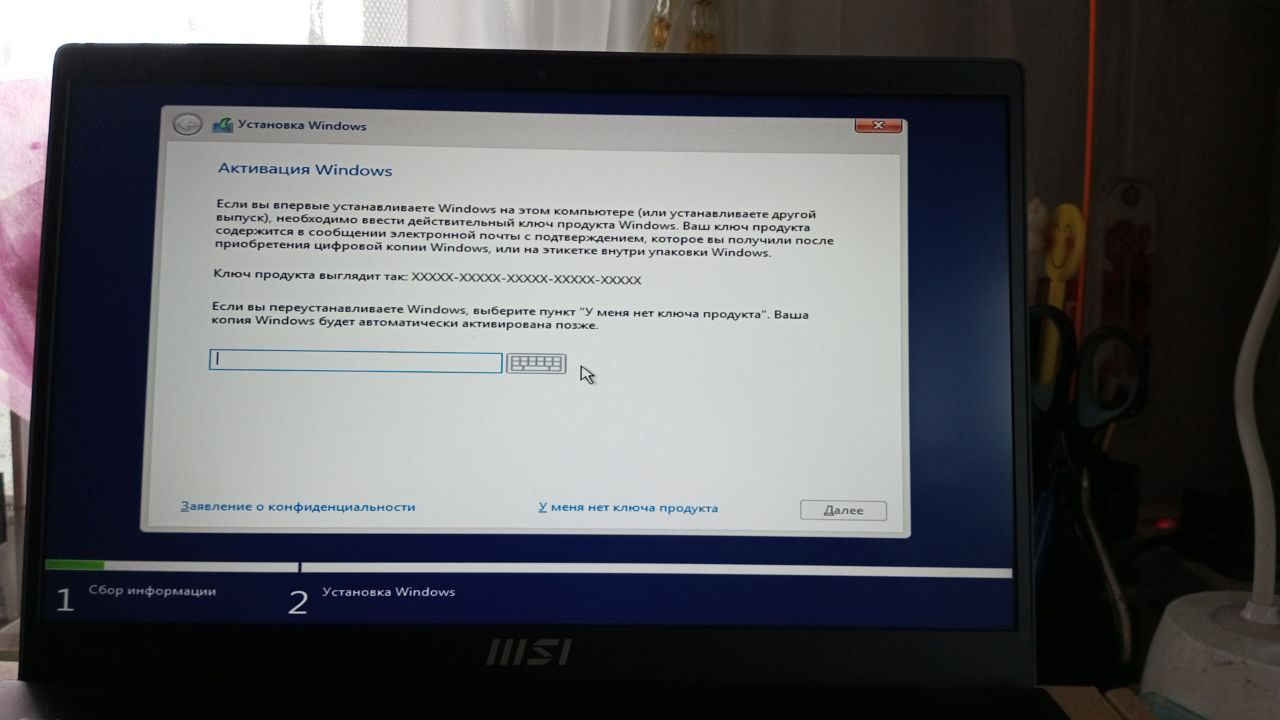 Установка Windows
Активация Windows
Если вы впервые устанавливаете Windows на этом компьютере (или устанавливаете другой
выпуск), необходимо ввести действительный ключ продукта Windows. Ваш ключ продукта
содержится в сообщении электронной почты с подтверждением, которое вы получили после
приобретения цифровой копии Windows, или на этикетке внутри упаковки Windows.
Ключ продукта выглядит так: XXXXX-XXXXX-XXXXX-XXXXX-XXXXX
Если вы переустанавливаете Windows, выберите пункт "У меня нет ключа продукта". Ваша
копия Windows будет автоматически активирована позже.
Заявление о конфиденциальности
У меня нет ключа продукта
Далее
1 Сбор информации
2 Установка Windows
msi